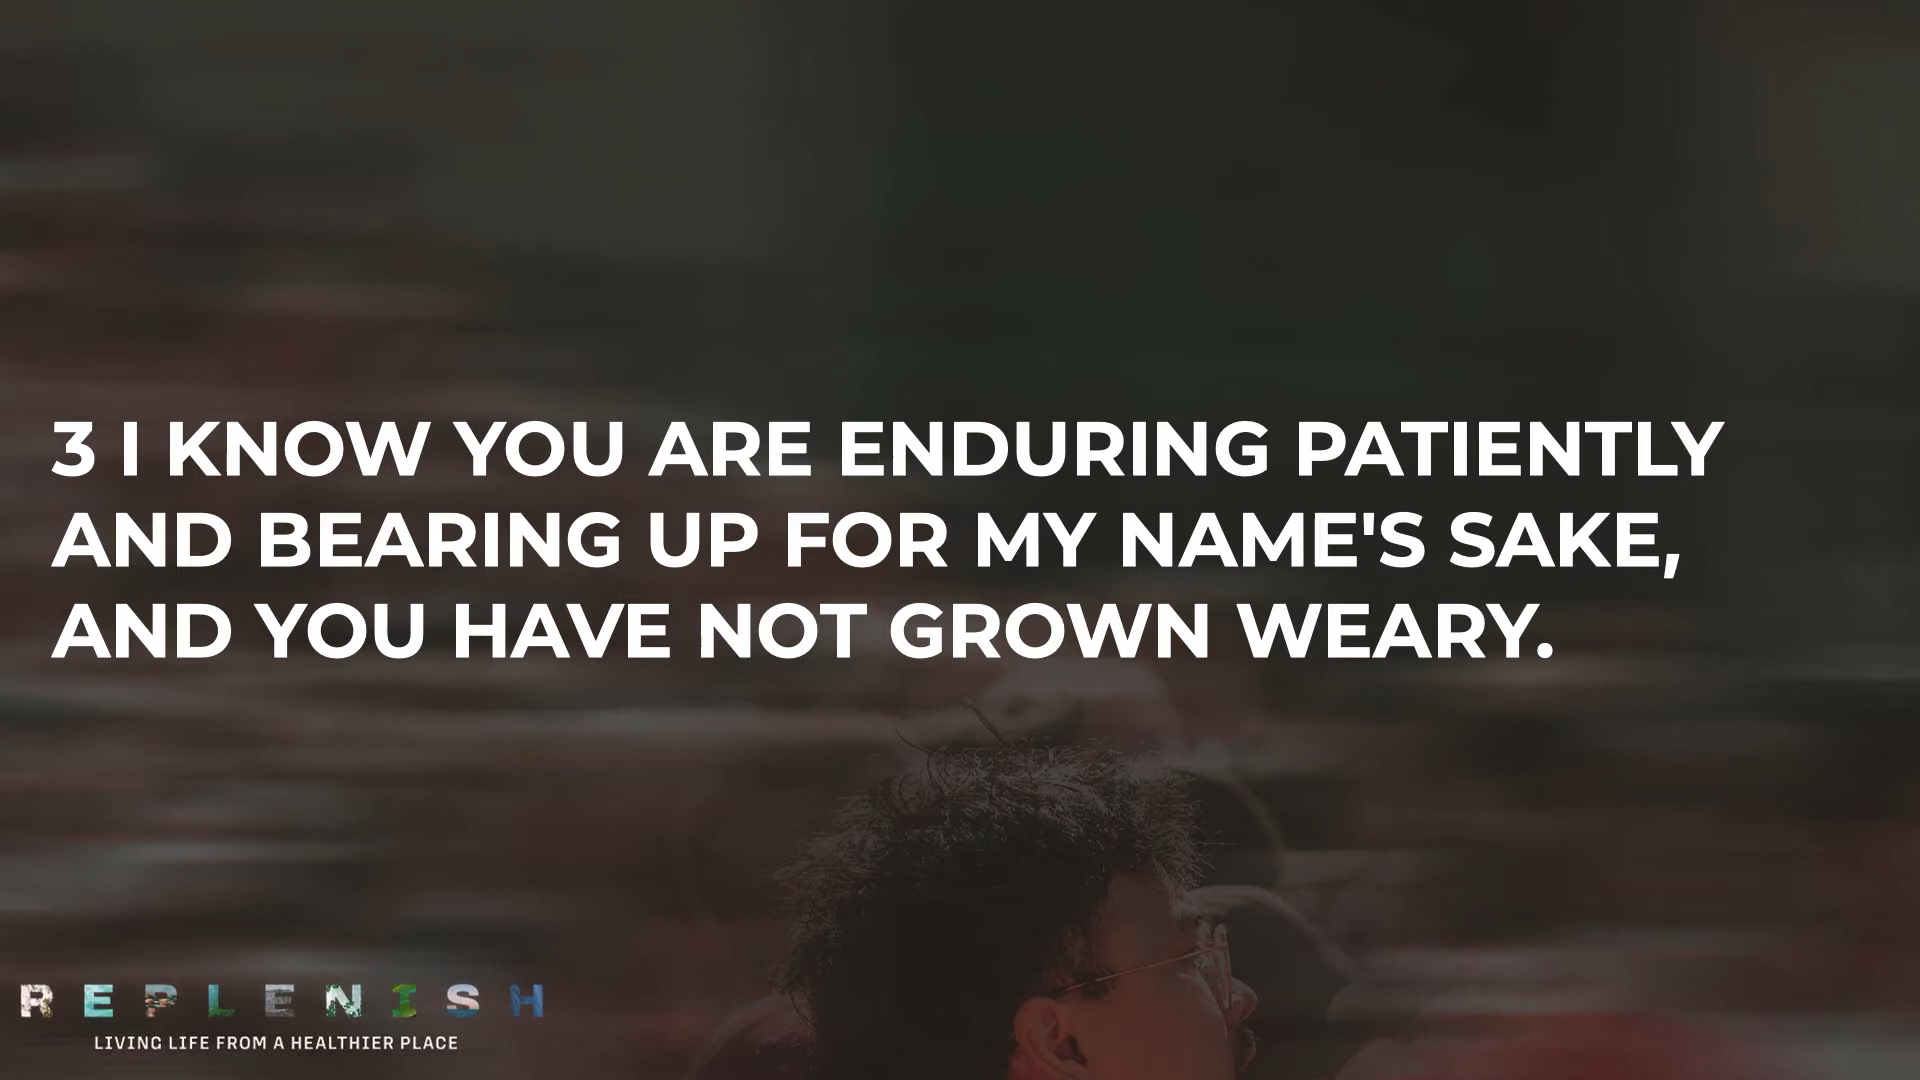 3 I KNOW YOU ARE ENDURING PATIENTLY
AND BEARING UP FOR MY NAME'S SAKE,
AND YOU HAVE NOT GROWN WEARY.
REPLENISH
LIVING LIFE FROM A HEALTHIER PLACE